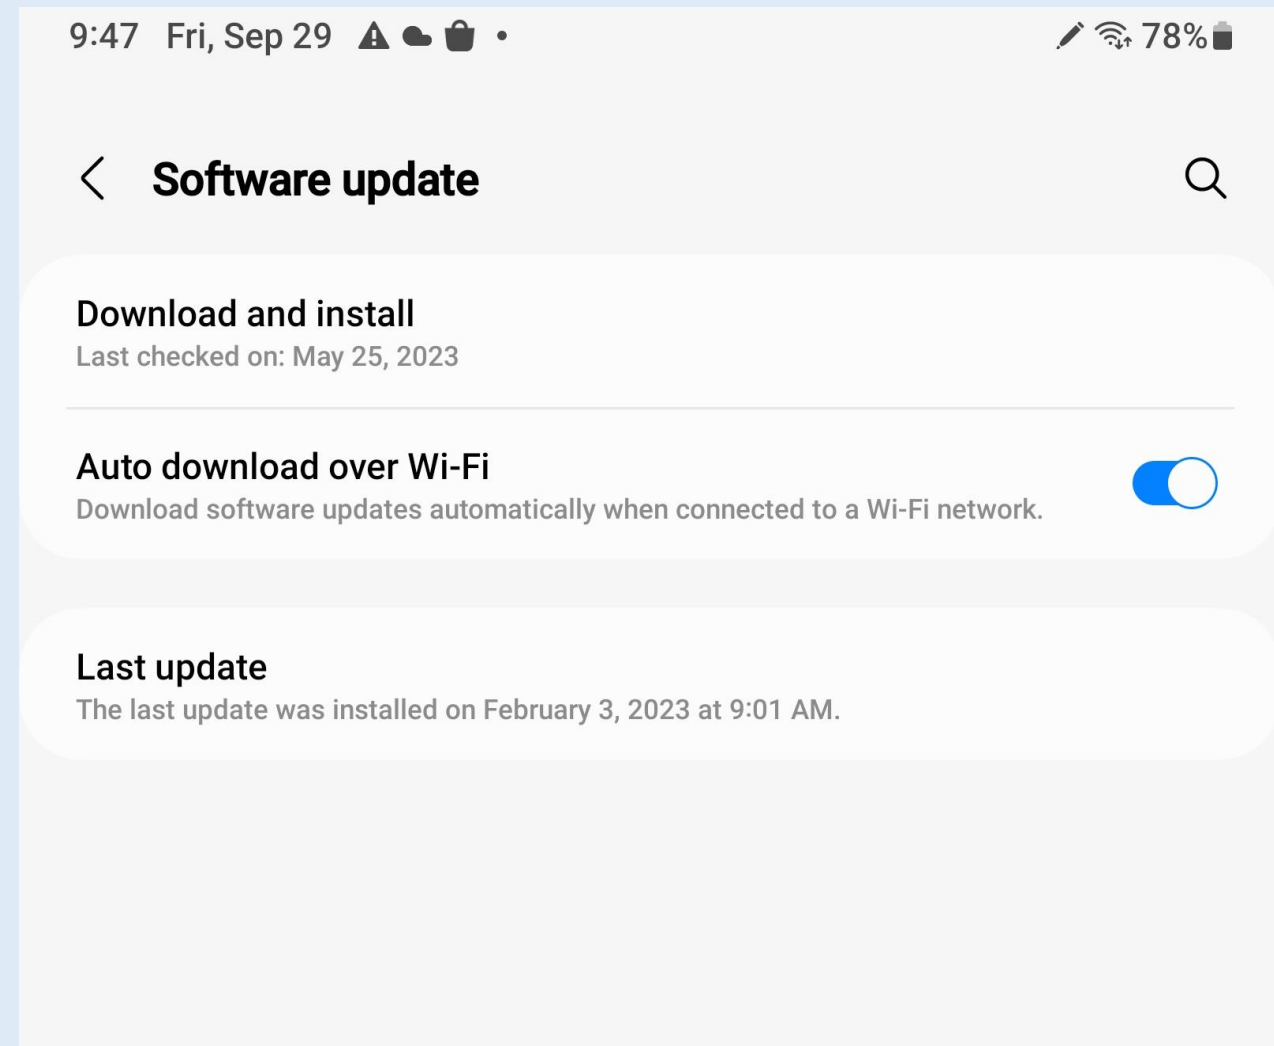 9:47 Fri, Sep 29 78%
Software update
Download and install
Last checked on: May 25, 2023
Auto download over Wi-Fi
Download software updates automatically when connected to a Wi-Fi network.
Last update
The last update was installed on February 3, 2023 at 9:01 AM.